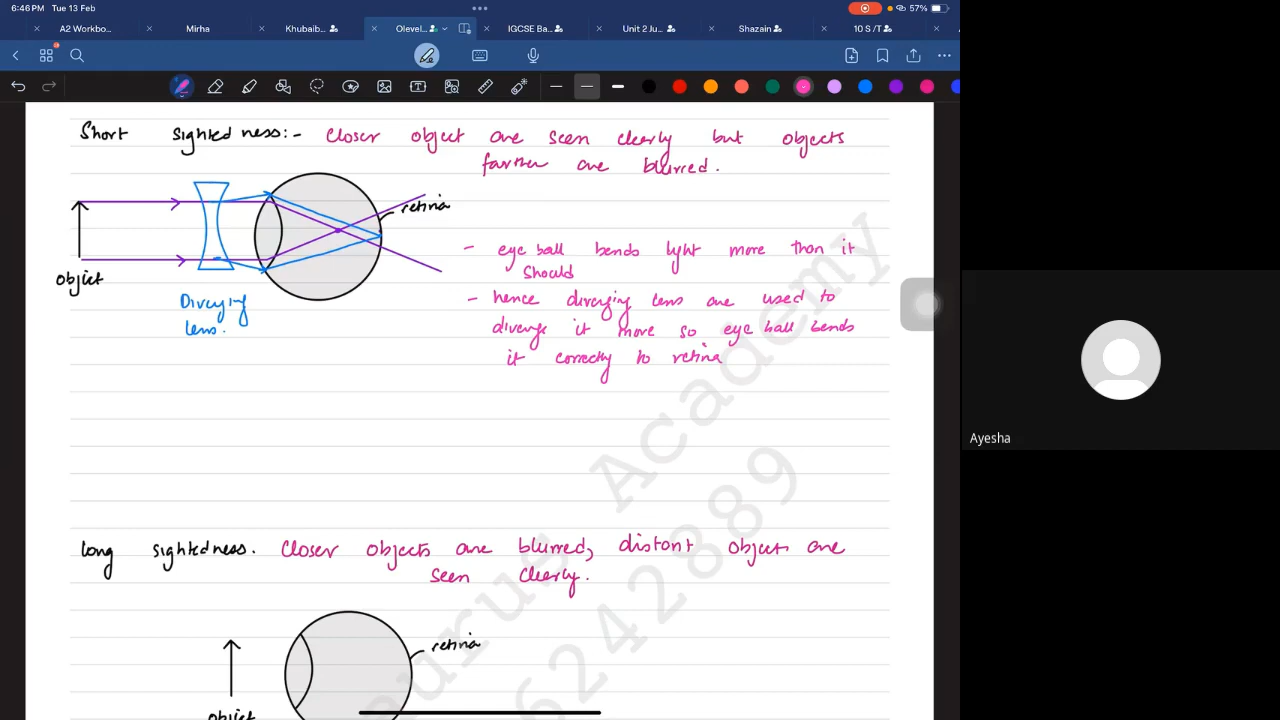 6:46 PM Tue 13 Feb
57%
A2 Workbo...
Mirha
Khubaib...
Olevel...
IGCSE Ba...
Unit 2 Ju...
Shazain...
10 S /T...
Short Sightedness:- Closer object are seen clearly but objects
farther are blurred.
retina
object
Diverging
lens.
- eye ball bends light more than it
should
- hence diverging lens are used to
diverge it more so eye ball bends
it correctly to retina
Ayesha
long sightedness. Closer objects are blurred, distant object are
seen clearly.
retina
object
urus Academy
6242889